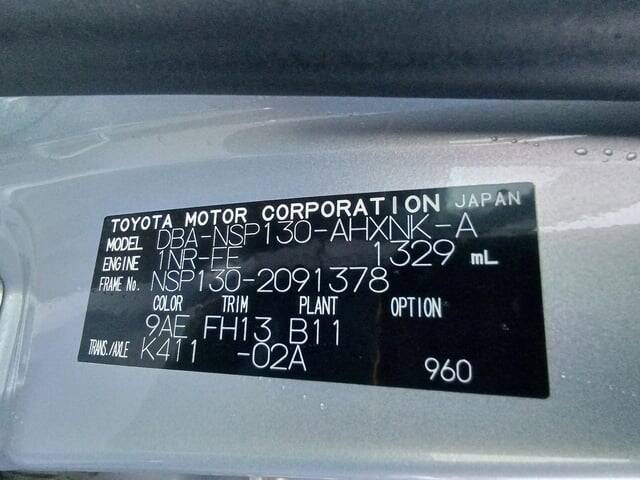 TOYOTA MOTOR CORPORATION JAPAN
MODEL DBA-NSP130-AHXNK-A
ENGINE 1NR-EE 1329 mL
FRAME No. NSP130-2091378
COLOR TRIM PLANT OPTION
9AE FH13 B11
TRANS./AXLE K411 -02A
960